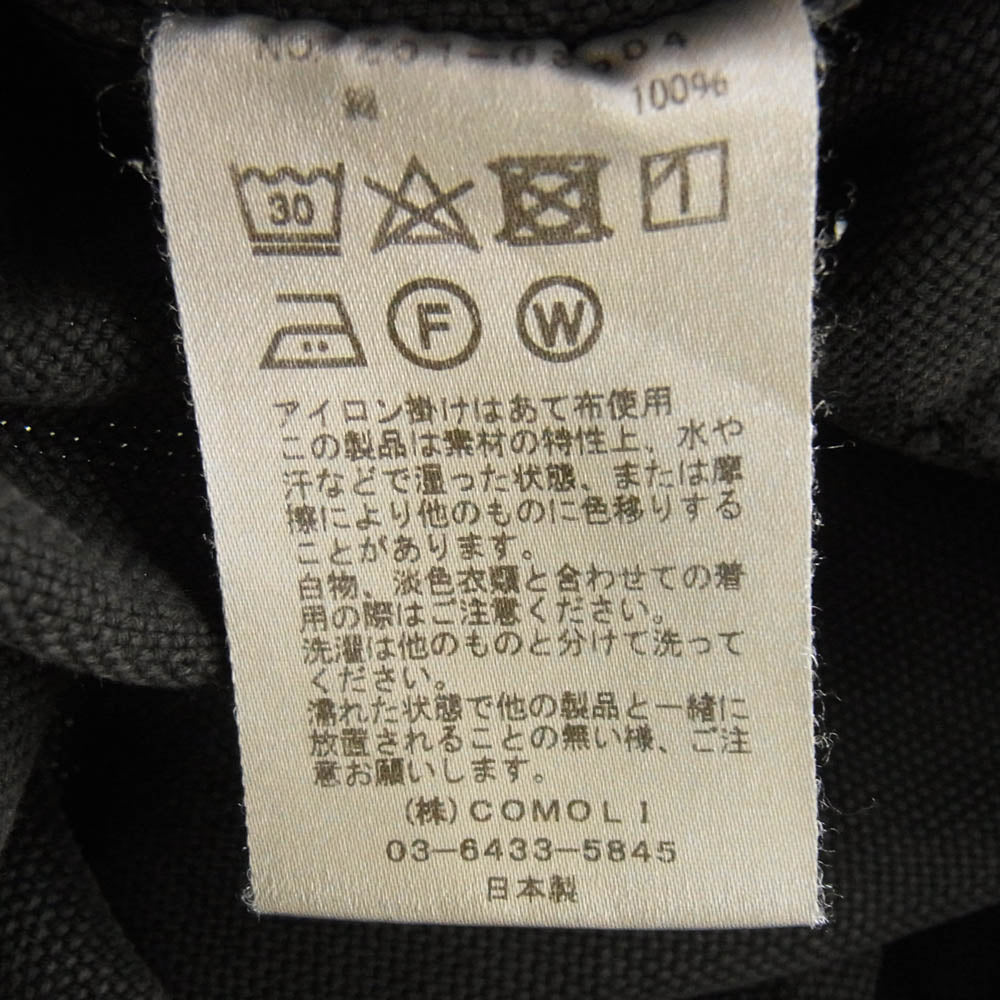 綿 100%
30
F W
アイロン掛けはあて布使用
この製品は素材の特性上、水や
汗などで湿った状態、または摩
擦により他のものに色移りする
ことがあります。
白物、淡色衣類と合わせての着
用の際はご注意ください。
洗濯は他のものと分けて洗って
ください。
濡れた状態で他の製品と一緒に
放置されることの無い様、ご注
意お願いします。
(株)COMOLI
03-6433-5845
日本製